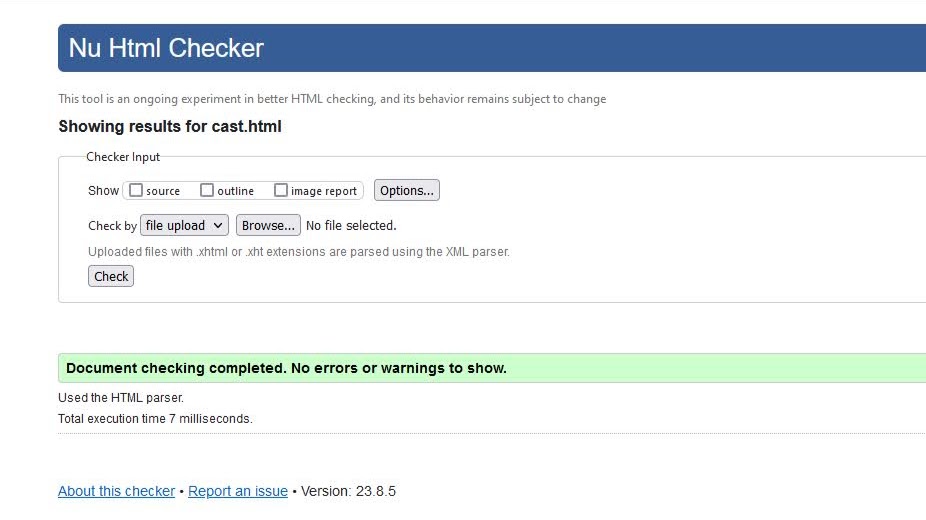 Nu Html Checker
This tool is an ongoing experiment in better HTML checking, and its behavior remains subject to change
Showing results for cast.html
Checker Input
Show source outline image report Options...
Check by file upload Browse... No file selected.
Uploaded files with .xhtml or .xht extensions are parsed using the XML parser.
Check
Document checking completed. No errors or warnings to show.
Used the HTML parser.
Total execution time 7 milliseconds.
About this checker • Report an issue • Version: 23.8.5